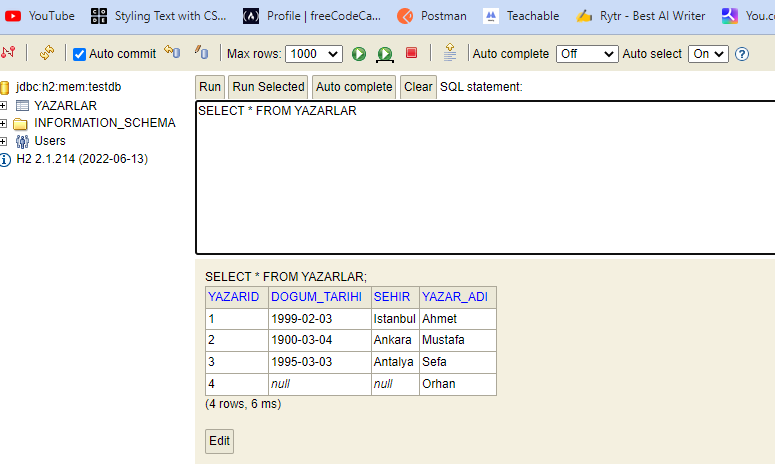 YouTube Styling Text with CS... Profile | freeCodeCa... Postman Teachable Rytr - Best AI Writer You.c
Auto commit Max rows: 1000 Auto complete Off Auto select On
jdbc:h2:mem:testdb
YAZARLAR
INFORMATION_SCHEMA
Users
H2 2.1.214 (2022-06-13)
Run Run Selected Auto complete Clear SQL statement:
SELECT * FROM YAZARLAR
SELECT * FROM YAZARLAR;
YAZARID DOGUM_TARIHI SEHIR YAZAR_ADI
1 1999-02-03 Istanbul Ahmet
2 1900-03-04 Ankara Mustafa
3 1995-03-03 Antalya Sefa
4 null null Orhan
(4 rows, 6 ms)
Edit